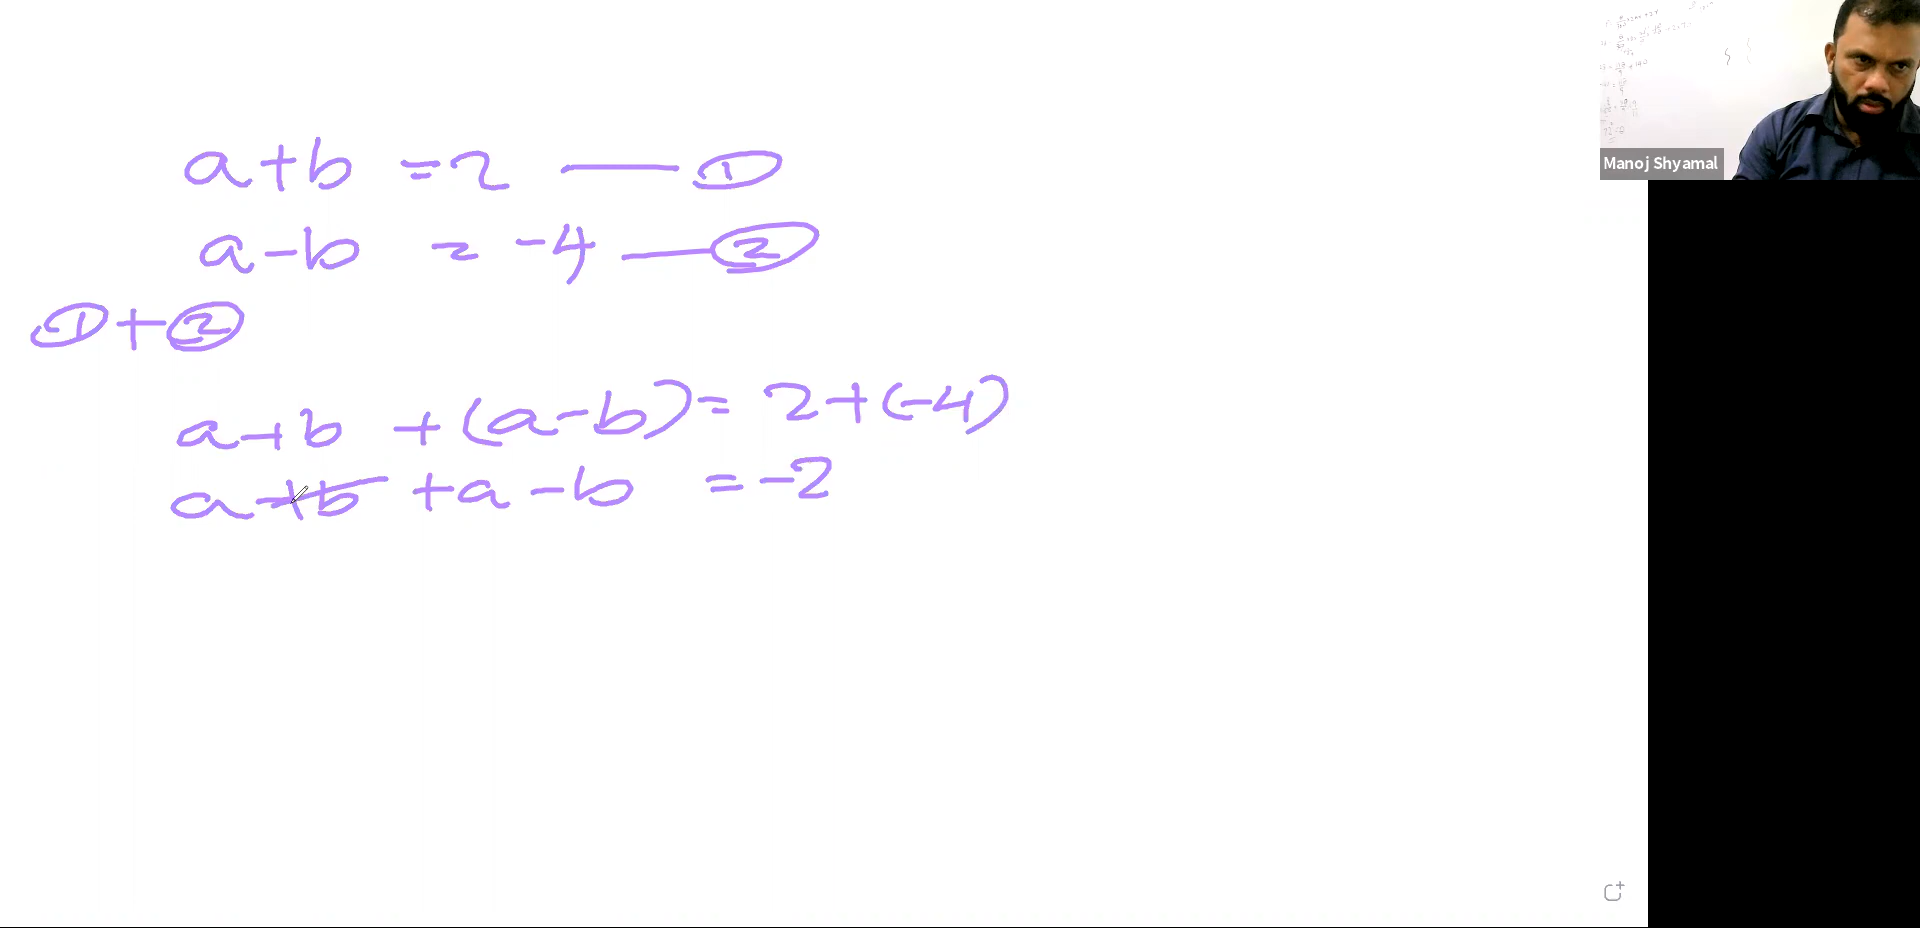 a+b =2 —— ①
a-b = -4 —— ②
①+②
a+b +(a-b)= 2+(-4)
a+b +a-b =-2
Manoj Shyamal